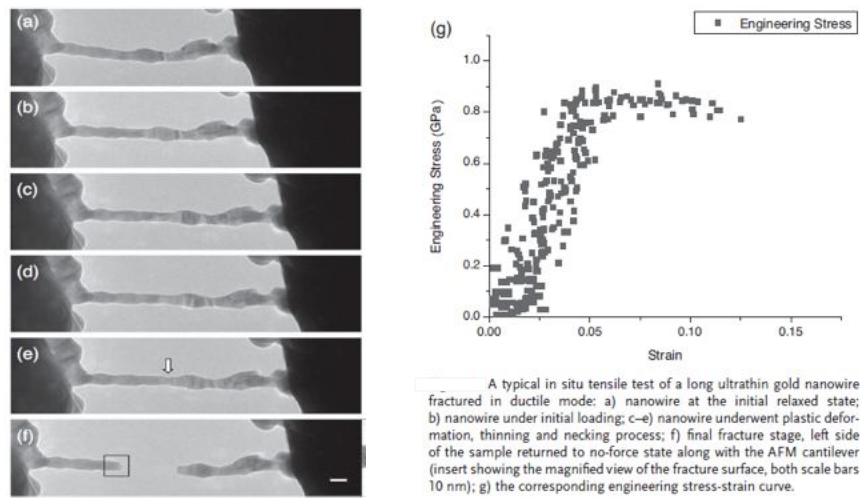 (a)
(b)
(c)
(d)
(e)
(f)
(g)
Engineering Stress
Engineering Stress (GPa)
1.0
0.8
0.6
0.4
0.2
0.0
0.00
0.05
0.10
0.15
Strain
A typical in situ tensile test of a long ultrathin gold nanowire
fractured in ductile mode: a) nanowire at the initial relaxed state;
b) nanowire under initial loading; c–e) nanowire underwent plastic defor-
mation, thinning and necking process; f) final fracture stage, left side
of the sample returned to no-force state along with the AFM cantilever
(insert showing the magnified view of the fracture surface, both scale bars
10 nm); g) the corresponding engineering stress-strain curve.